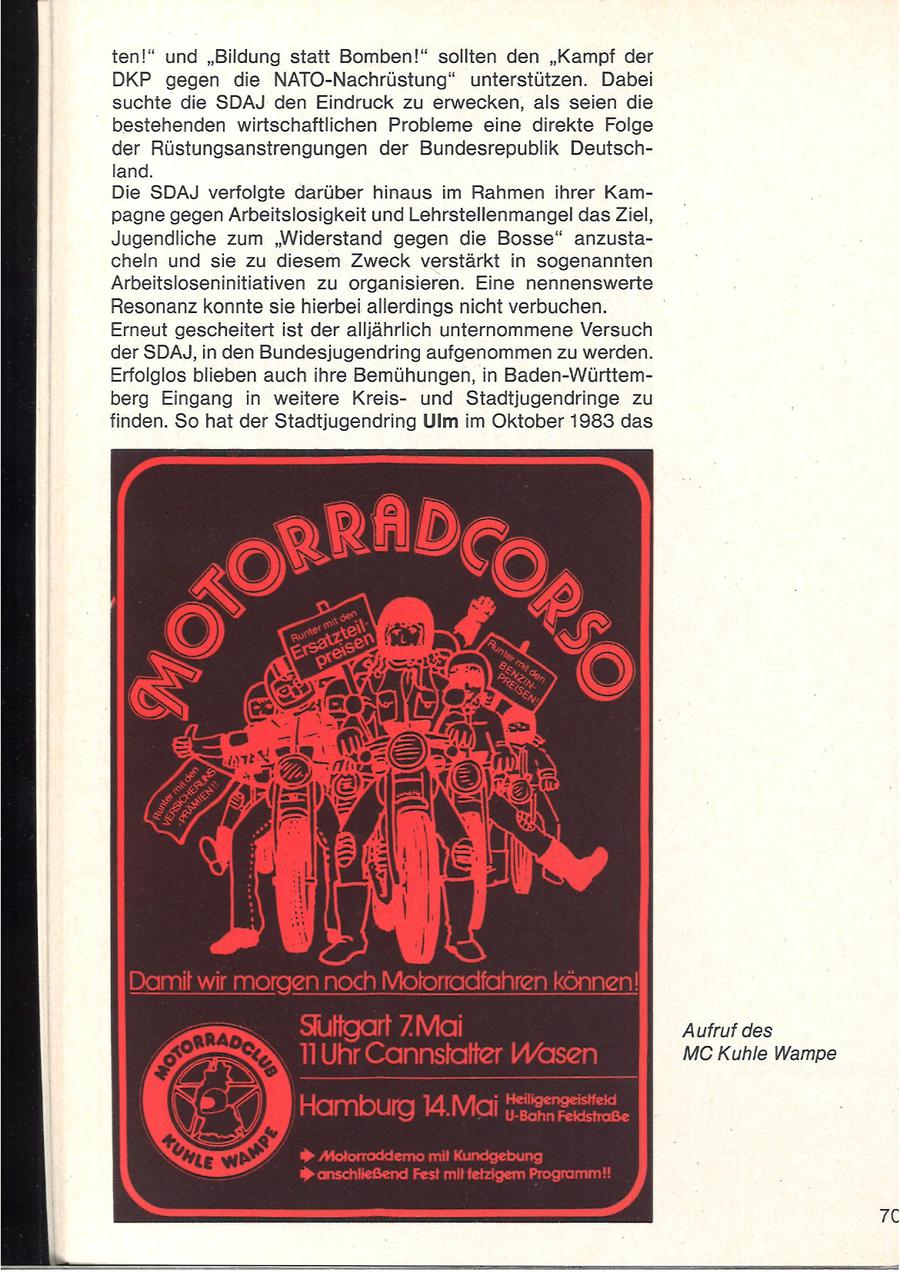 ten!“ und „Bildung statt Bomben!“ sollten den „Kampf der
DKP gegen die NATO-Nachrüstung“ unterstützen. Dabei
suchte die SDAJ den Eindruck zu erwecken, als seien die
bestehenden wirtschaftlichen Probleme eine direkte Folge
der Rüstungsanstrengungen der Bundesrepublik Deutsch-
land.
Die SDAJ verfolgte darüber hinaus im Rahmen ihrer Kam-
pagne gegen Arbeitslosigkeit und Lehrstellenmangel das Ziel,
Jugendliche zum „Widerstand gegen die Bosse“ anzusta-
cheln und sie zu diesem Zweck verstärkt in sogenannten
Arbeitsloseninitiativen zu organisieren. Eine nennenswerte
Resonanz konnte sie hierbei allerdings nicht verbuchen.
Erneut gescheitert ist der alljährlich unternommene Versuch
der SDAJ, in den Bundesjugendring aufgenommen zu werden.
Erfolglos blieben auch ihre Bemühungen, in Baden-Württem-
berg Eingang in weitere Kreis- und Stadtjugendringe zu
finden. So hat der Stadtjugendring Ulm im Oktober 1983 das
MOTORRADCORSO
Runter mit den
Ersatzteil-
preisen
Runter mit den
BENZIN-
PREISEN!
Runter mit den
VERSICHERUNS
-PRÄMIEN!!
Damit wir morgen noch Motorradfahren können!
Stuttgart 7.Mai
11 Uhr Cannstatter Wasen
MOTORRADCLUB
KUHLE WAMPE
Hamburg 14.Mai
Heiligengeistfeld
U-Bahn Feldstraße
Motorraddemo mit Kundgebung
anschließend Fest mit fetzigem Programm!!
Aufruf des
MC Kuhle Wampe
70